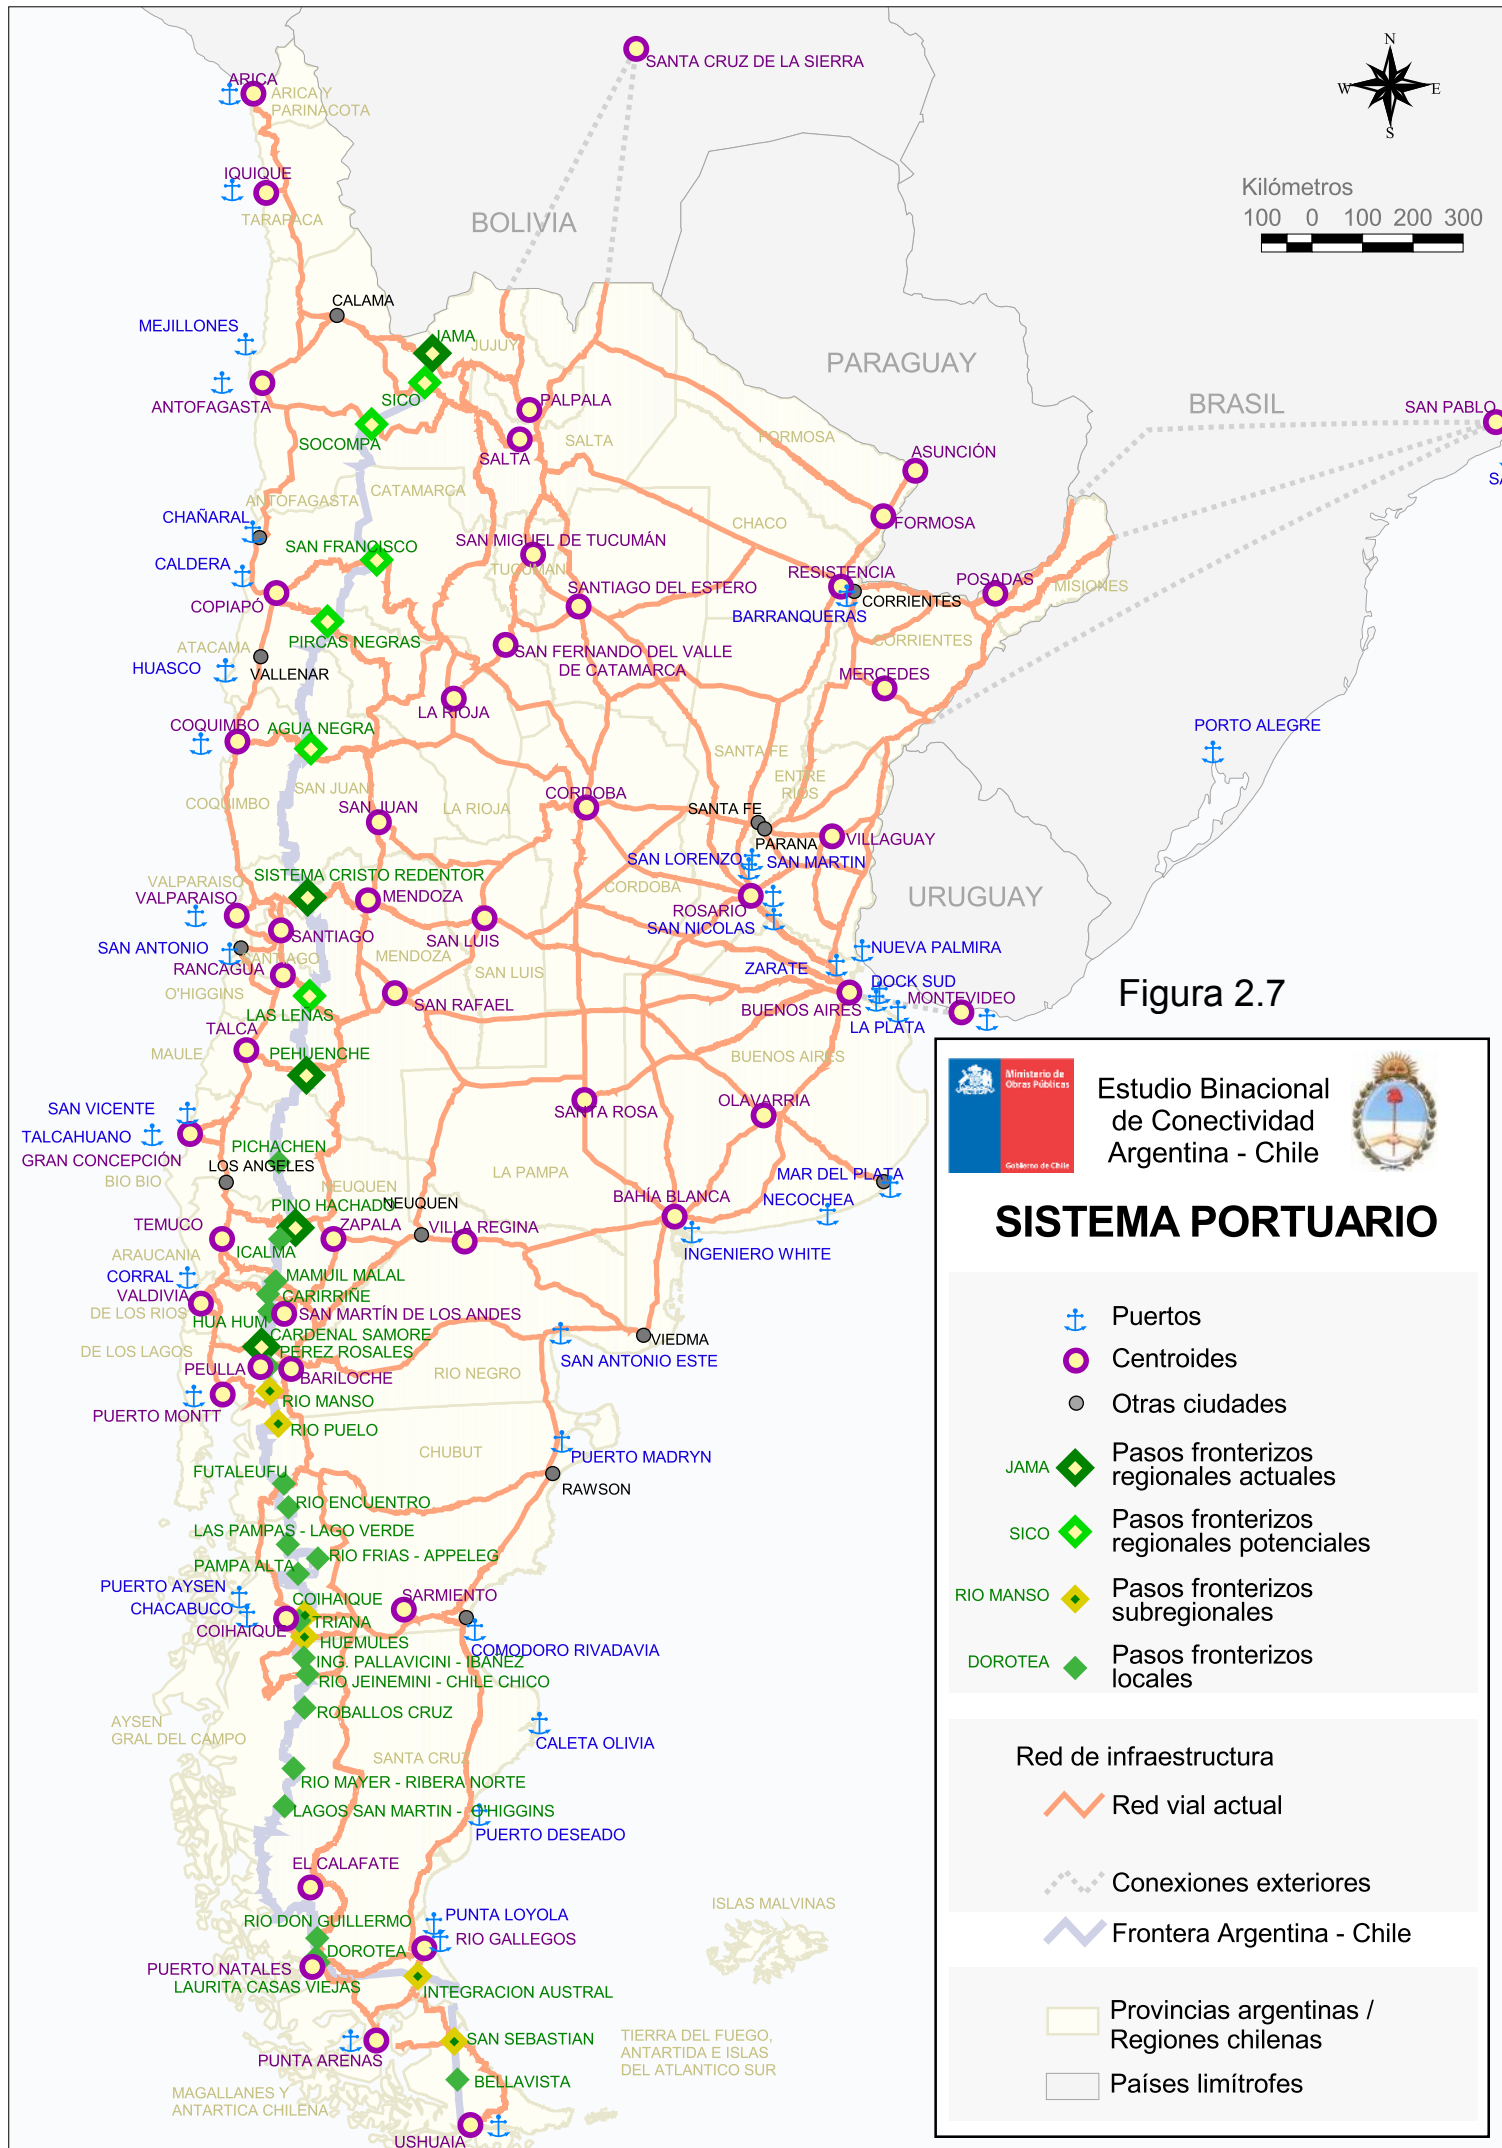 N
W
E
S
Kilómetros
100 0 100 200 300
SANTA CRUZ DE LA SIERRA
ARICA
ARICA Y
PARINACOTA
IQUIQUE
TARAPACA
BOLIVIA
CALAMA
MEJILLONES
JAMA
JUJUY
PARAGUAY
ANTOFAGASTA
SICO
PALPALA
BRASIL
SAN PABLO
SOCOMPA
SALTA
SALTA
FORMOSA
ASUNCIÓN
SA
CATAMARCA
ANTOFAGASTA
CHAÑARAL
CHACO
FORMOSA
SAN FRANCISCO
SAN MIGUEL DE TUCUMÁN
CALDERA
TUCUMAN
RESISTENCIA
POSADAS
SANTIAGO DEL ESTERO
MISIONES
COPIAPÓ
CORRIENTES
BARRANQUERAS
PIRCAS NEGRAS
ATACAMA
CORRIENTES
SAN FERNANDO DEL VALLE
DE CATAMARCA
HUASCO
VALLENAR
MERCEDES
LA RIOJA
COQUIMBO
AGUA NEGRA
PORTO ALEGRE
SANTA FE
ENTRE
RIOS
SAN JUAN
COQUIMBO
SAN JUAN
LA RIOJA
CORDOBA
SANTA FE
PARANA
VILLAGUAY
SAN LORENZO
SAN MARTIN
SISTEMA CRISTO REDENTOR
VALPARAISO
CORDOBA
VALPARAISO
MENDOZA
URUGUAY
ROSARIO
SAN NICOLAS
SANTIAGO
SAN LUIS
SAN ANTONIO
SANTIAGO
MENDOZA
NUEVA PALMIRA
RANCAGUA
SAN LUIS
ZARATE
DOCK SUD
O'HIGGINS
SAN RAFAEL
MONTEVIDEO
LAS LEÑAS
BUENOS AIRES
LA PLATA
TALCA
MAULE
PEHUENCHE
BUENOS AIRES
Figura 2.7
SANTA ROSA
OLAVARRIA
SAN VICENTE
TALCAHUANO
GRAN CONCEPCIÓN
PICHACHEN
LOS ANGELES
BIO BIO
NEUQUEN
LA PAMPA
MAR DEL PLATA
BAHÍA BLANCA
NECOCHEA
PINO HACHADO
NEUQUEN
TEMUCO
ZAPALA
VILLA REGINA
ICALMA
ARAUCANIA
INGENIERO WHITE
CORRAL
MAMUIL MALAL
VALDIVIA
CARIRRIÑE
DE LOS RIOS
SAN MARTÍN DE LOS ANDES
HUA HUM
CARDENAL SAMORE
VIEDMA
DE LOS LAGOS
PEREZ ROSALES
SAN ANTONIO ESTE
PEULLA
BARILOCHE
RIO NEGRO
RIO MANSO
PUERTO MONTT
RIO PUELO
CHUBUT
PUERTO MADRYN
FUTALEUFU
RAWSON
RIO ENCUENTRO
LAS PAMPAS - LAGO VERDE
RIO FRIAS - APPELEG
PAMPA ALTA
PUERTO AYSEN
SARMIENTO
COIHAIQUE
CHACABUCO
TRIANA
COIHAIQUE
HUEMULES
COMODORO RIVADAVIA
ING. PALLAVICINI - IBAÑEZ
RIO JEINEMINI - CHILE CHICO
ROBALLOS CRUZ
AYSEN
GRAL DEL CAMPO
CALETA OLIVIA
SANTA CRUZ
RIO MAYER - RIBERA NORTE
LAGOS SAN MARTIN - O'HIGGINS
PUERTO DESEADO
EL CALAFATE
ISLAS MALVINAS
PUNTA LOYOLA
RIO DON GUILLERMO
RIO GALLEGOS
DOROTEA
PUERTO NATALES
LAURITA CASAS VIEJAS
INTEGRACION AUSTRAL
SAN SEBASTIAN
TIERRA DEL FUEGO,
ANTARTIDA E ISLAS
DEL ATLANTICO SUR
PUNTA ARENAS
BELLAVISTA
MAGALLANES Y
ANTARTICA CHILENA
USHUAIA
Ministerio de
Obras Públicas
Gobierno de Chile
Estudio Binacional
de Conectividad
Argentina - Chile
SISTEMA PORTUARIO
Puertos
Centroides
Otras ciudades
JAMA
Pasos fronterizos
regionales actuales
SICO
Pasos fronterizos
regionales potenciales
RIO MANSO
Pasos fronterizos
subregionales
DOROTEA
Pasos fronterizos
locales
Red de infraestructura
Red vial actual
Conexiones exteriores
Frontera Argentina - Chile
Provincias argentinas /
Regiones chilenas
Países limítrofes